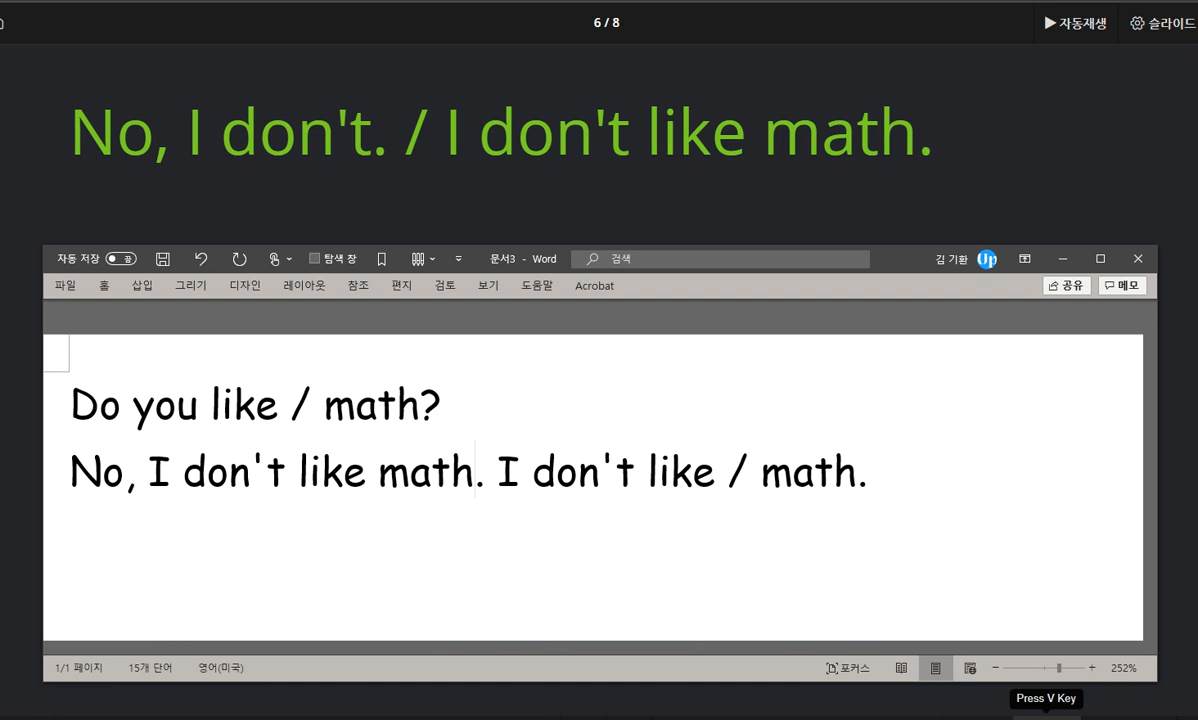 6 / 8
▶ 자동재생
슬라이드
No, I don't. / I don't like math.
자동 저장 끔
탐색 창
문서3 - Word
검색
김 기환
Up
파일 홈 삽입 그리기 디자인 레이아웃 참조 편지 검토 보기 도움말 Acrobat
공유
메모
Do you like / math?
No, I don't like math. I don't like / math.
1/1 페이지 15개 단어 영어(미국)
포커스
252%
Press V Key